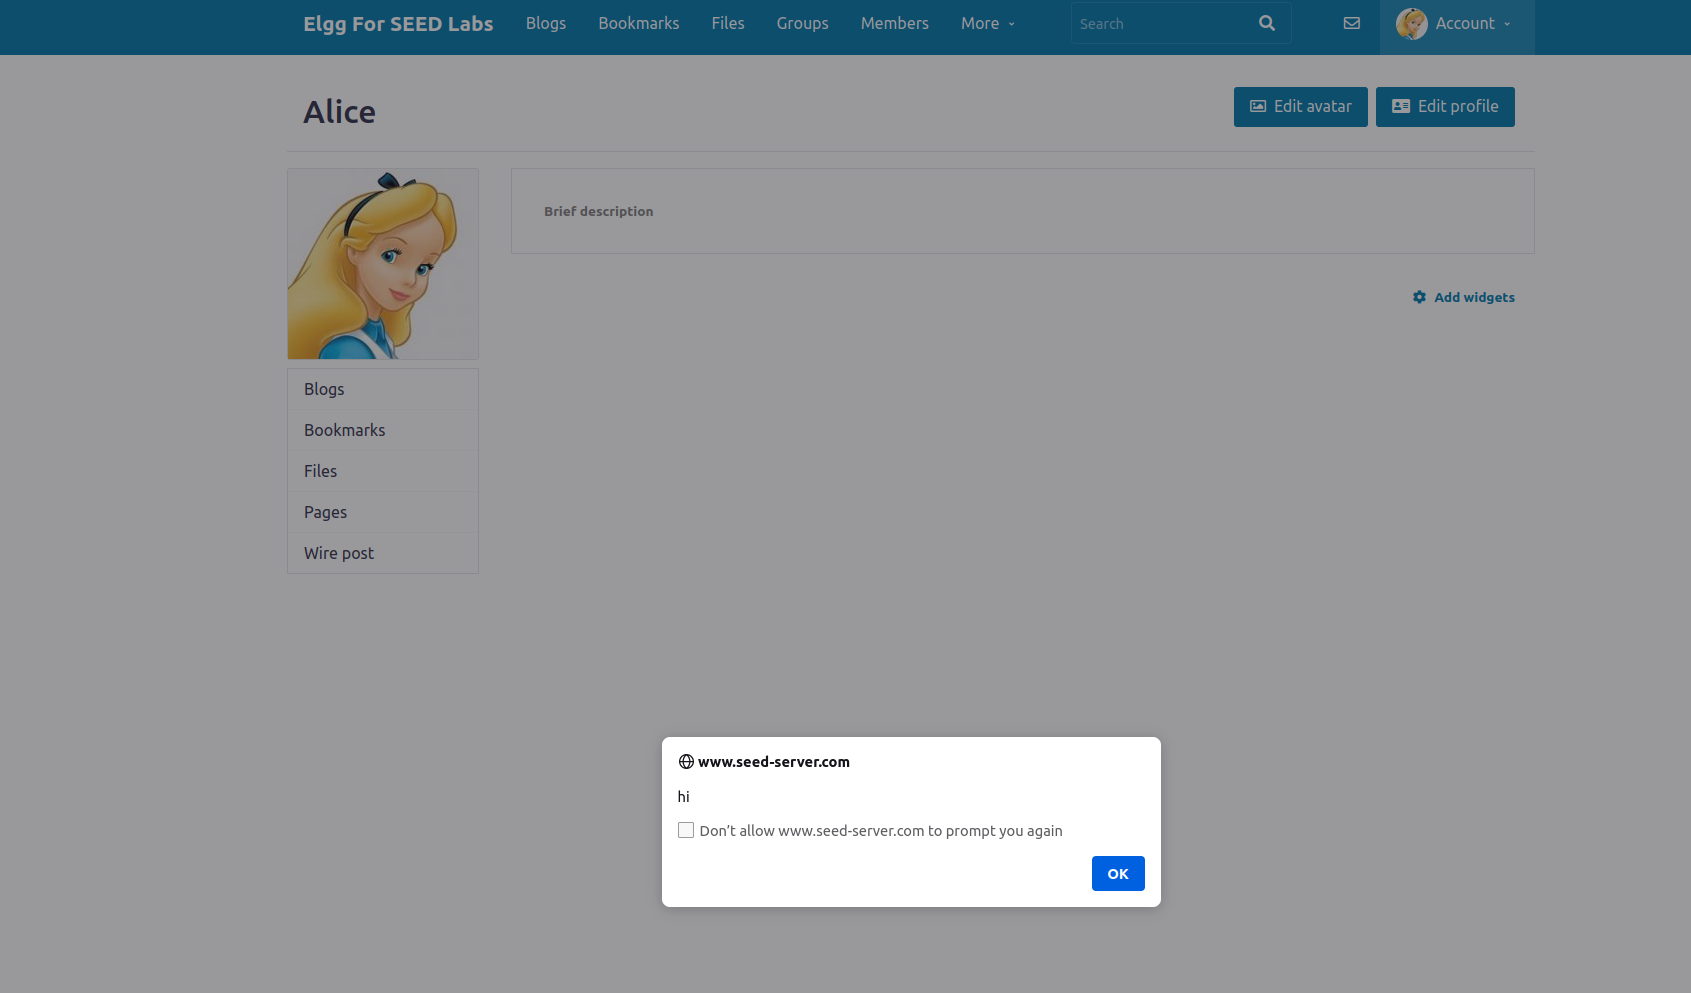 Elgg For SEED Labs Blogs Bookmarks Files Groups Members More Search Account
Alice
Edit avatar Edit profile
Brief description
Add widgets
Blogs
Bookmarks
Files
Pages
Wire post
www.seed-server.com
hi
Don't allow www.seed-server.com to prompt you again
OK